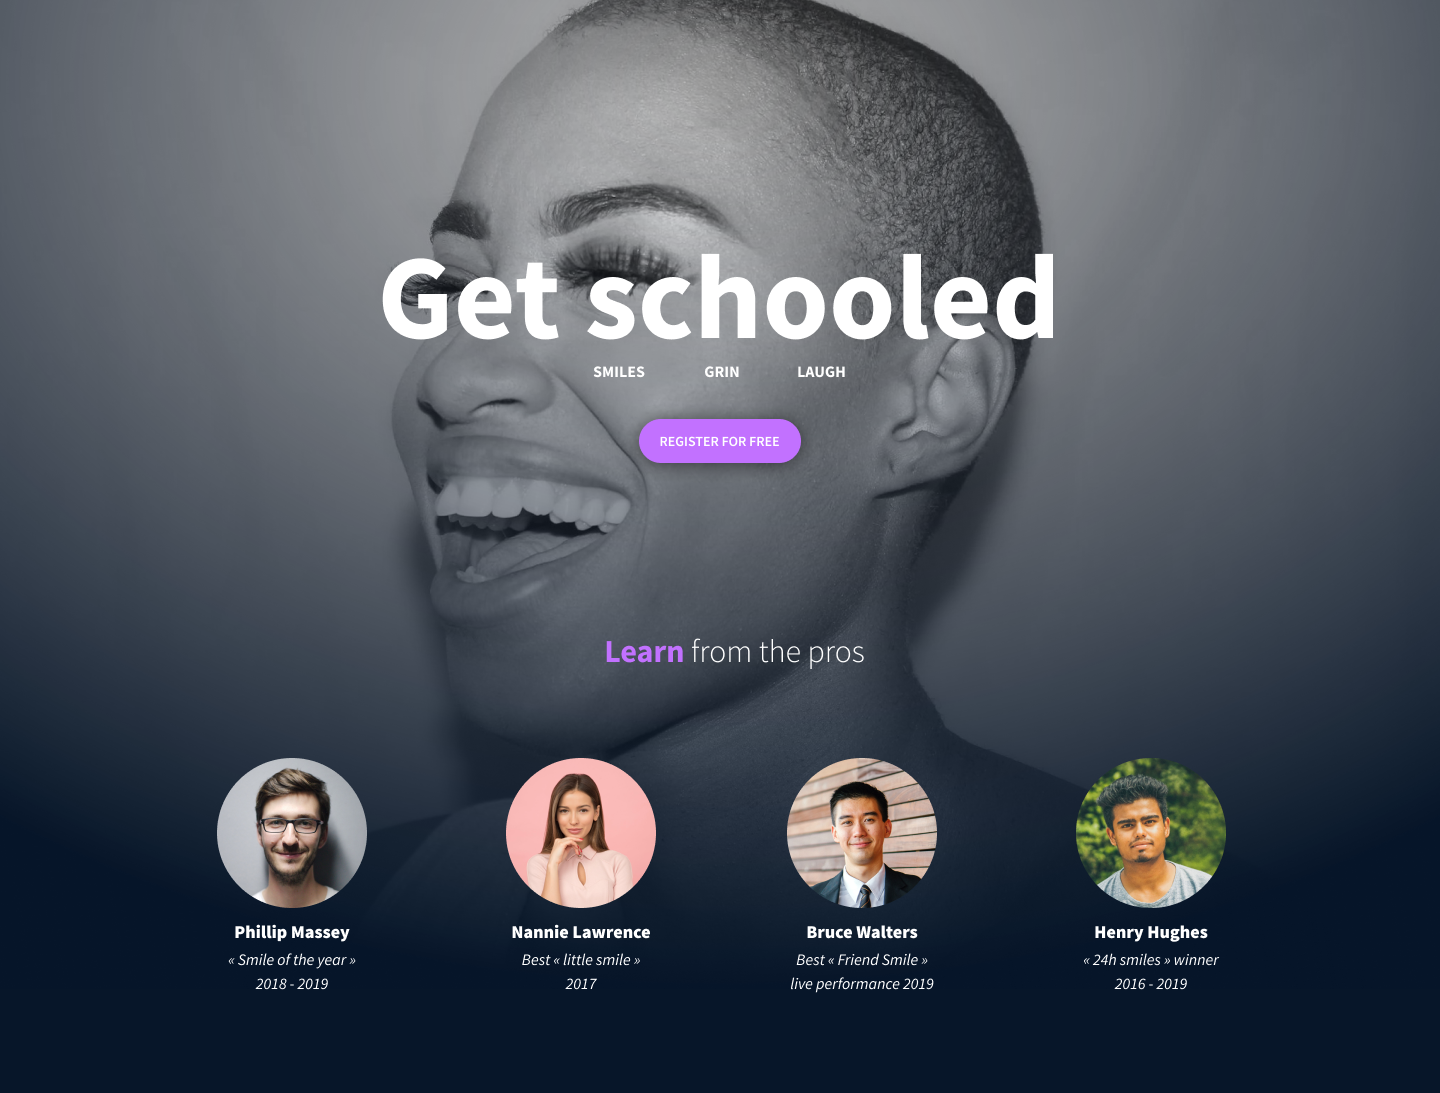 Get schooled
SMILES GRIN LAUGH
REGISTER FOR FREE
Learn from the pros
Phillip Massey
« Smile of the year »
2018 - 2019
Nannie Lawrence
Best « little smile »
2017
Bruce Walters
Best « Friend Smile »
live performance 2019
Henry Hughes
« 24h smiles » winner
2016 - 2019